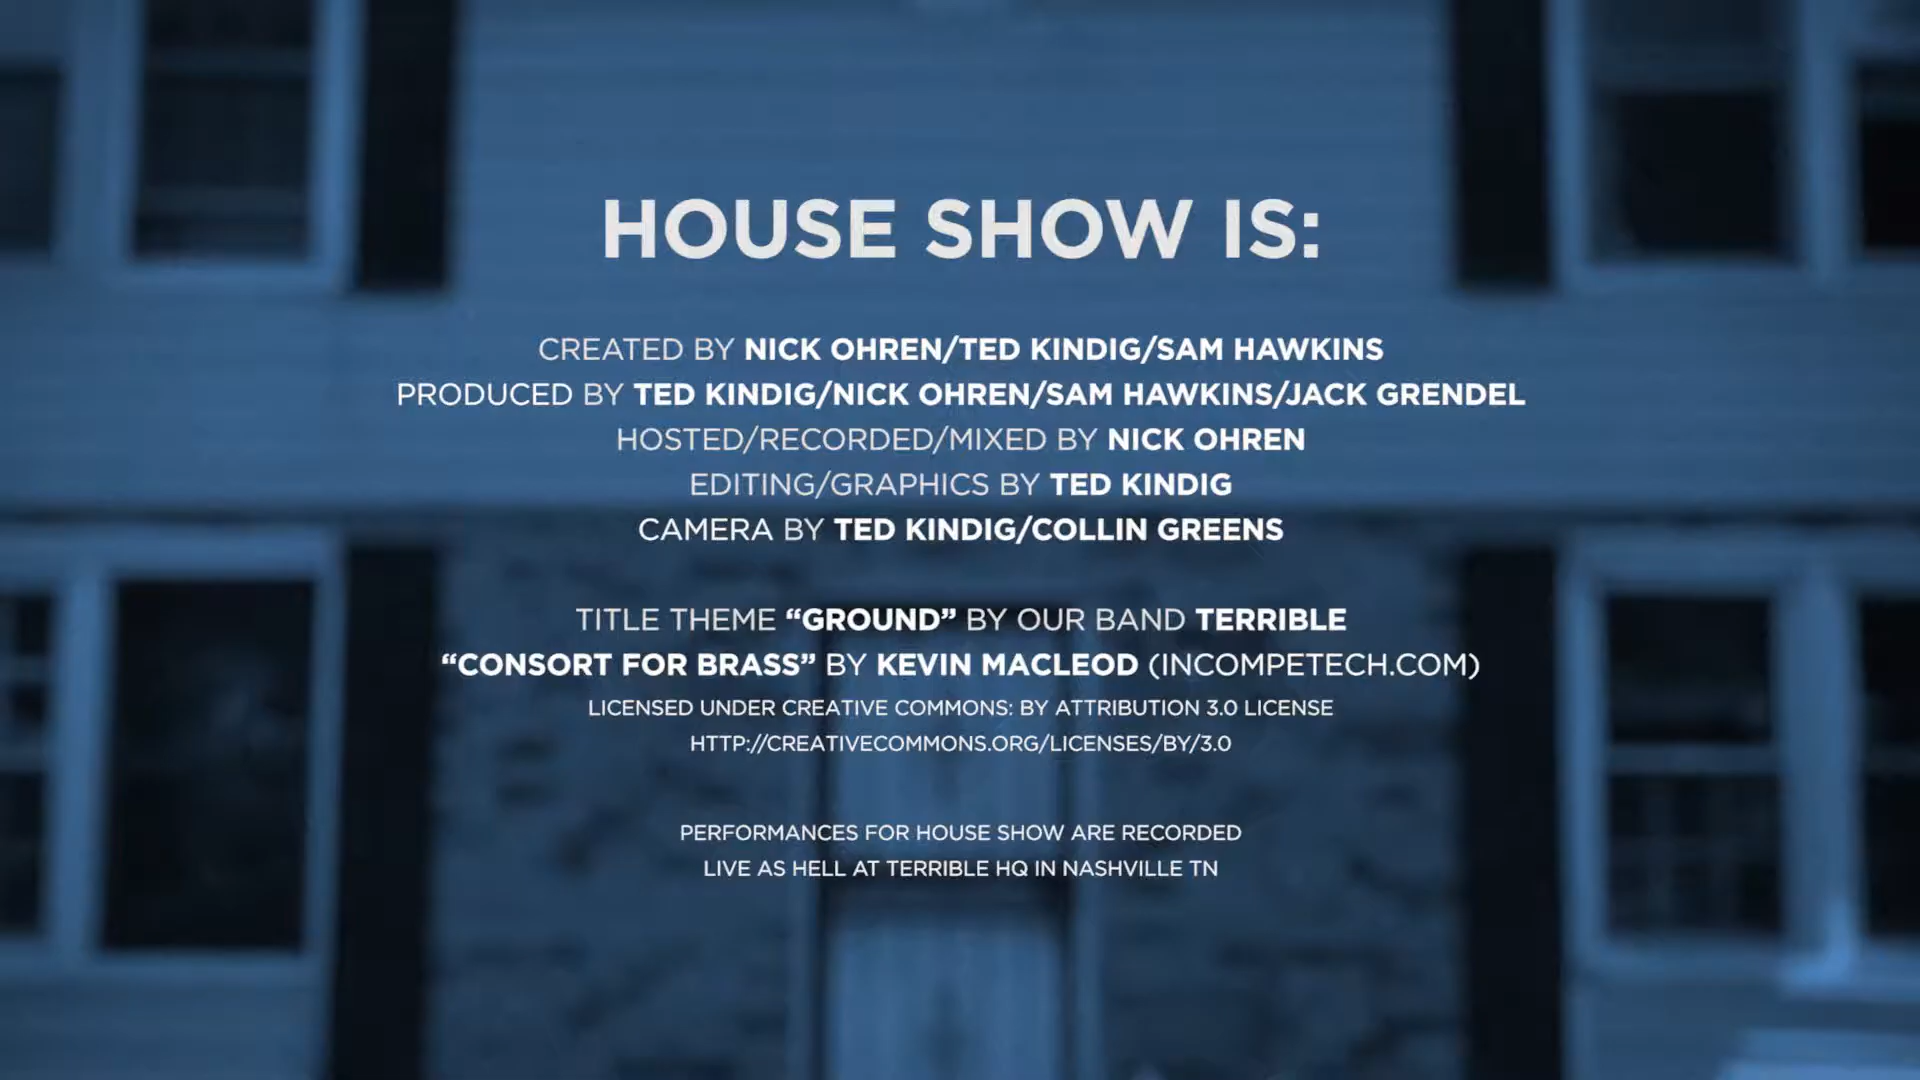 HOUSE SHOW IS:
CREATED BY NICK OHREN/TED KINDIG/SAM HAWKINS
PRODUCED BY TED KINDIG/NICK OHREN/SAM HAWKINS/JACK GRENDEL
HOSTED/RECORDED/MIXED BY NICK OHREN
EDITING/GRAPHICS BY TED KINDIG
CAMERA BY TED KINDIG/COLLIN GREENS
TITLE THEME “GROUND” BY OUR BAND TERRIBLE
“CONSORT FOR BRASS” BY KEVIN MACLEOD (INCOMPETECH.COM)
LICENSED UNDER CREATIVE COMMONS: BY ATTRIBUTION 3.0 LICENSE
HTTP://CREATIVECOMMONS.ORG/LICENSES/BY/3.0
PERFORMANCES FOR HOUSE SHOW ARE RECORDED
LIVE AS HELL AT TERRIBLE HQ IN NASHVILLE TN